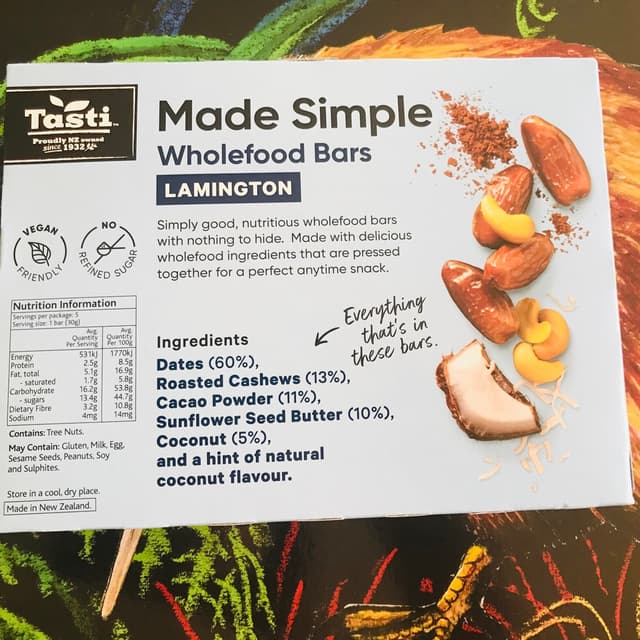 Tasti™
Proudly NZ owned
since 1932
Made Simple
Wholefood Bars
LAMINGTON
Simply good, nutritious wholefood bars
with nothing to hide. Made with delicious
wholefood ingredients that are pressed
together for a perfect anytime snack.
VEGAN
FRIENDLY
NO
REFINED SUGAR
Nutrition Information
Servings per package: 5
Serving size: 1 bar (30g)
Avg. Quantity Per Serving Avg. Quantity Per 100g
Energy 531kJ 1770kJ
Protein 2.5g 8.5g
Fat, total 5.1g 16.9g
- saturated 1.7g 5.8g
Carbohydrate 16.2g 53.8g
- sugars 13.4g 44.7g
Dietary Fibre 3.2g 10.8g
Sodium 4mg 14mg
Contains: Tree Nuts.
May Contain: Gluten, Milk, Egg,
Sesame Seeds, Peanuts, Soy
and Sulphites.
Store in a cool, dry place.
Made in New Zealand.
Everything
that's in
these bars.
Ingredients
Dates (60%),
Roasted Cashews (13%),
Cacao Powder (11%),
Sunflower Seed Butter (10%),
Coconut (5%),
and a hint of natural
coconut flavour.